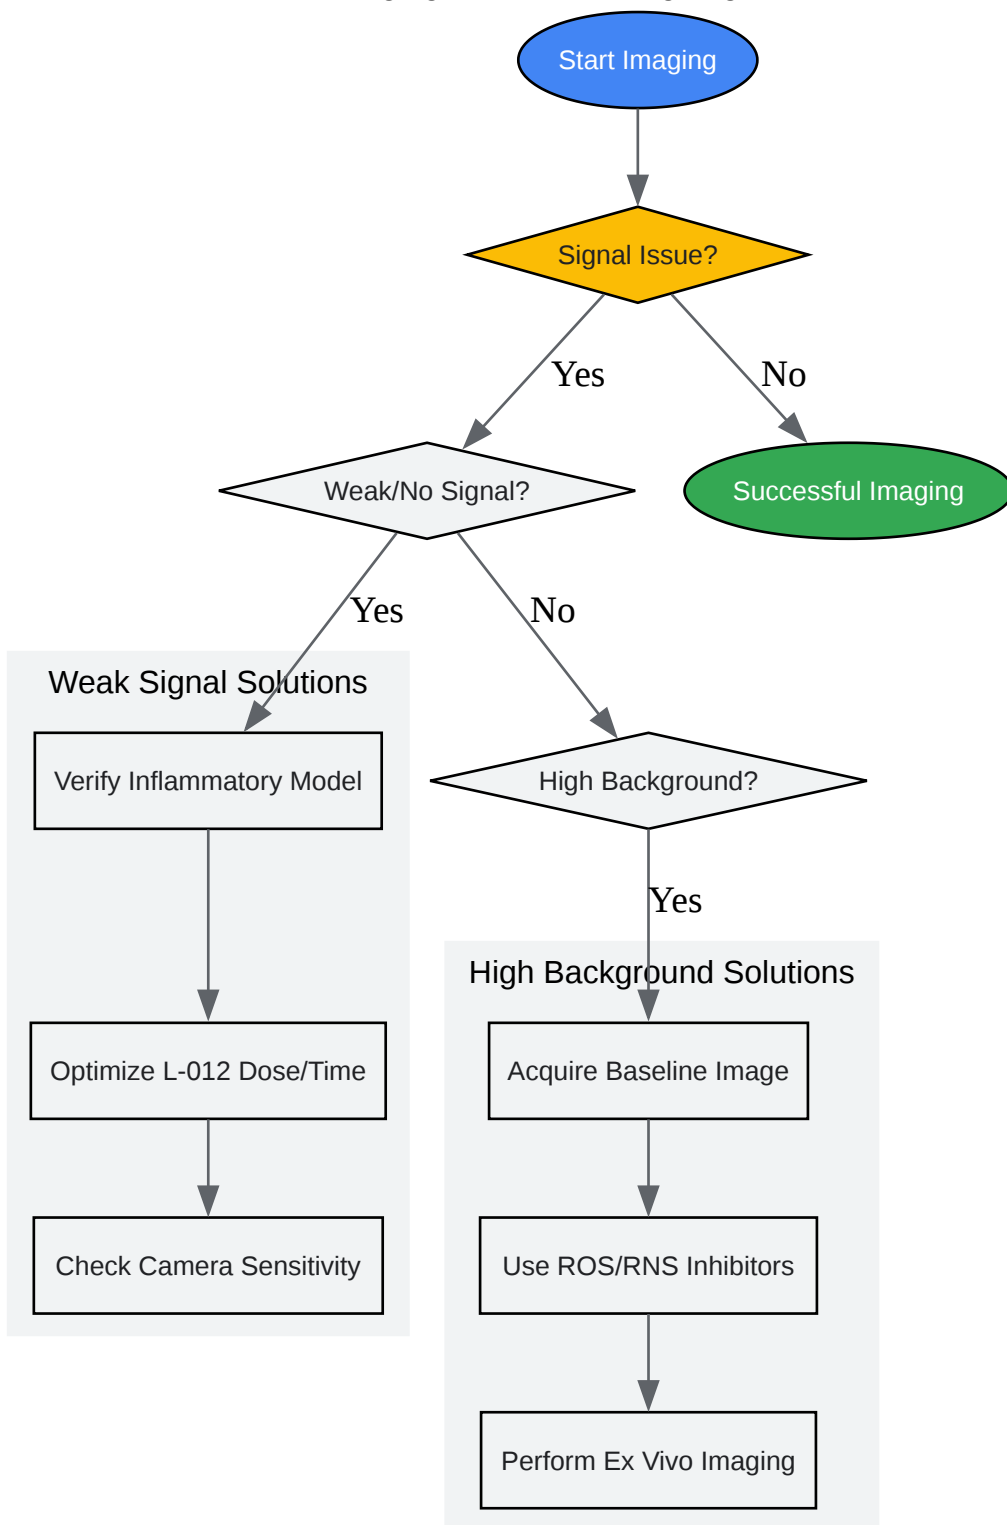 Start Imaging
Signal Issue?
Yes
No
Weak/No Signal?
Successful Imaging
Yes
No
Weak Signal Solutions
Verify Inflammatory Model
High Background?
Yes
High Background Solutions
Optimize L-012 Dose/Time
Acquire Baseline Image
Check Camera Sensitivity
Use ROS/RNS Inhibitors
Perform Ex Vivo Imaging